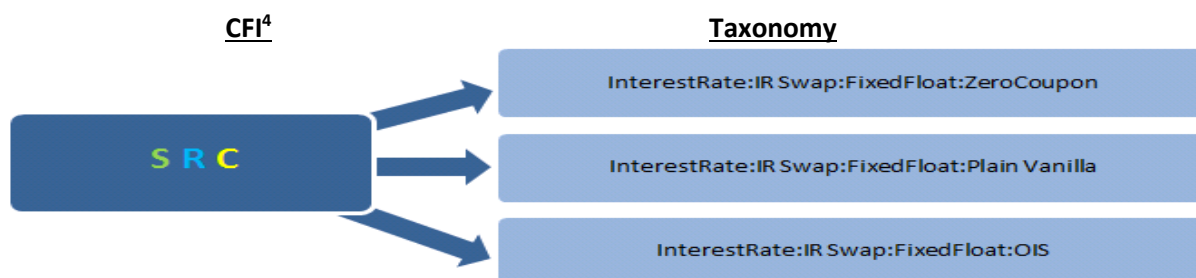 CFI⁴ Taxonomy
InterestRate:IR Swap:FixedFloat:ZeroCoupon
S R C
InterestRate:IR Swap:FixedFloat:Plain Vanilla
InterestRate:IR Swap:FixedFloat:OIS